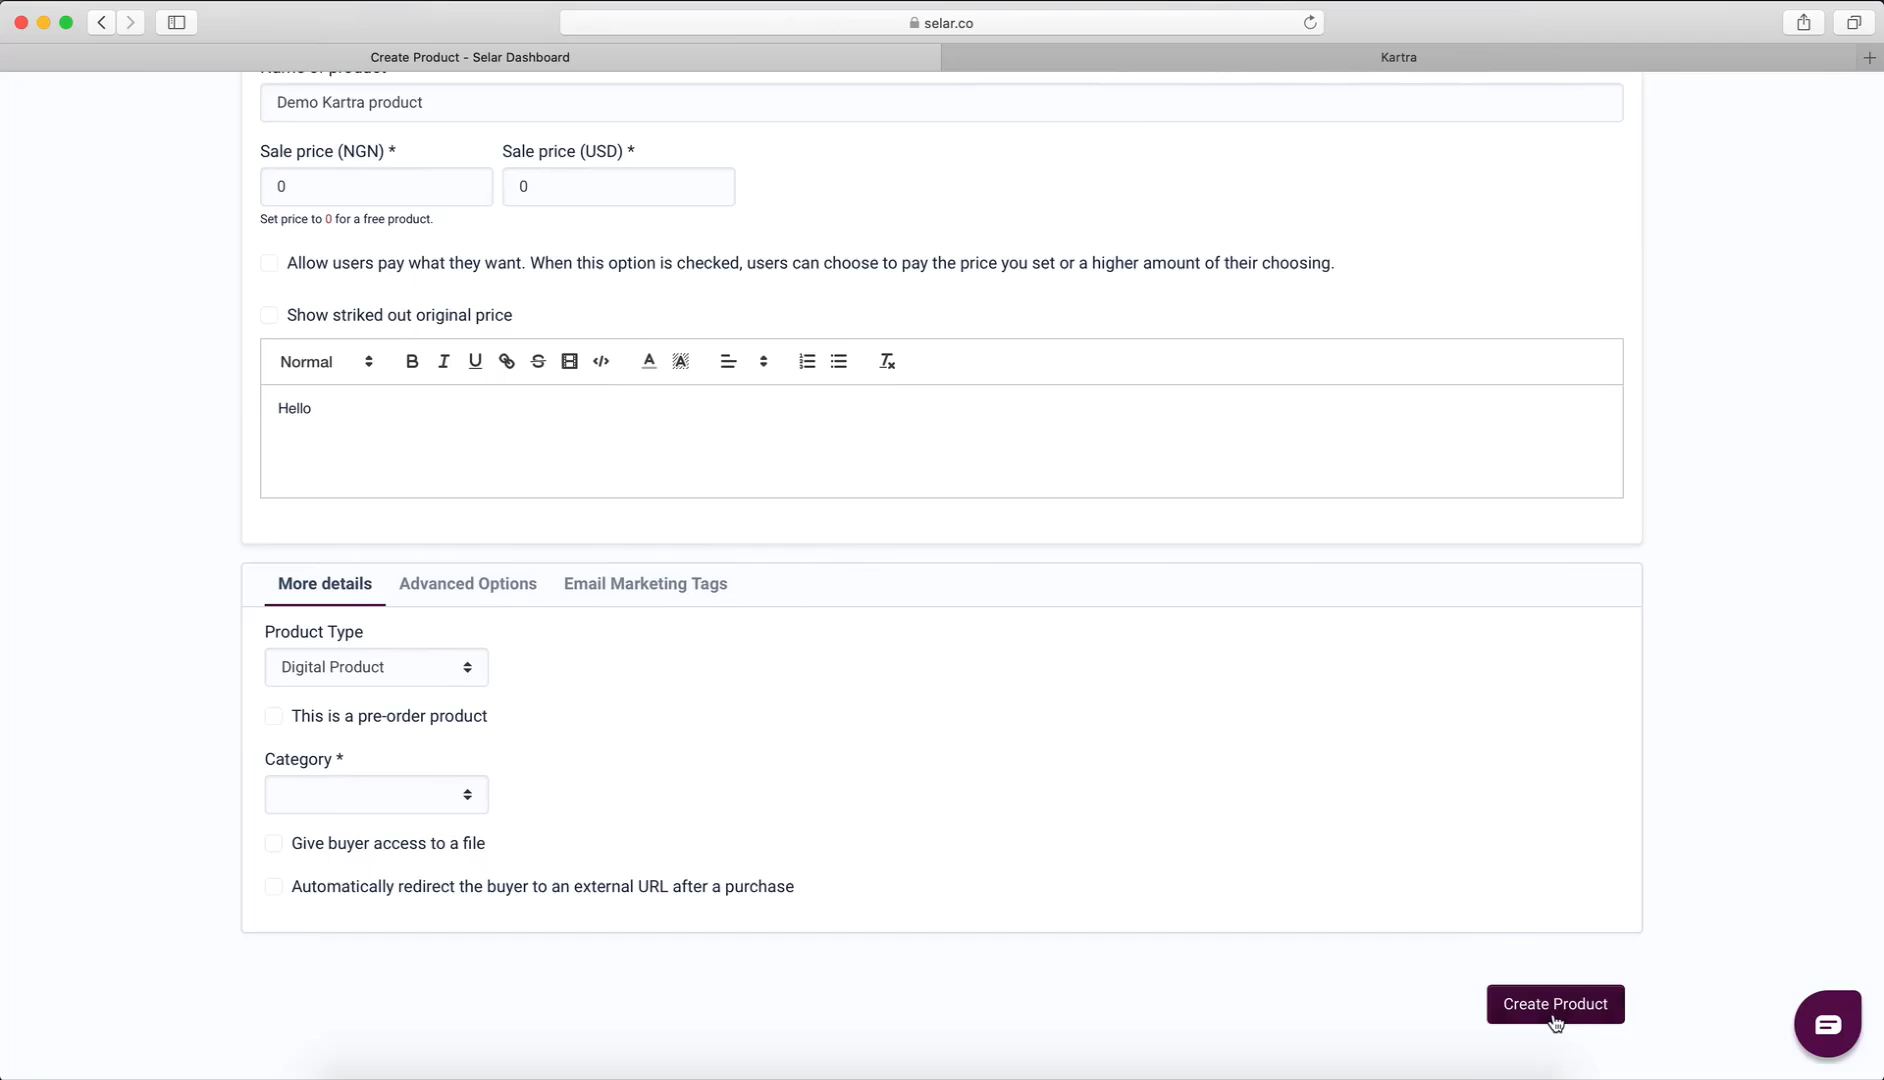 selar.co
Create Product - Selar Dashboard
Kartra
Name of product
Demo Kartra product
Sale price (NGN) *
Sale price (USD) *
0
0
Set price to 0 for a free product.
Allow users pay what they want. When this option is checked, users can choose to pay the price you set or a higher amount of their choosing.
Show striked out original price
Normal
Hello
More details
Advanced Options
Email Marketing Tags
Product Type
Digital Product
This is a pre-order product
Category *
Give buyer access to a file
Automatically redirect the buyer to an external URL after a purchase
Create Product